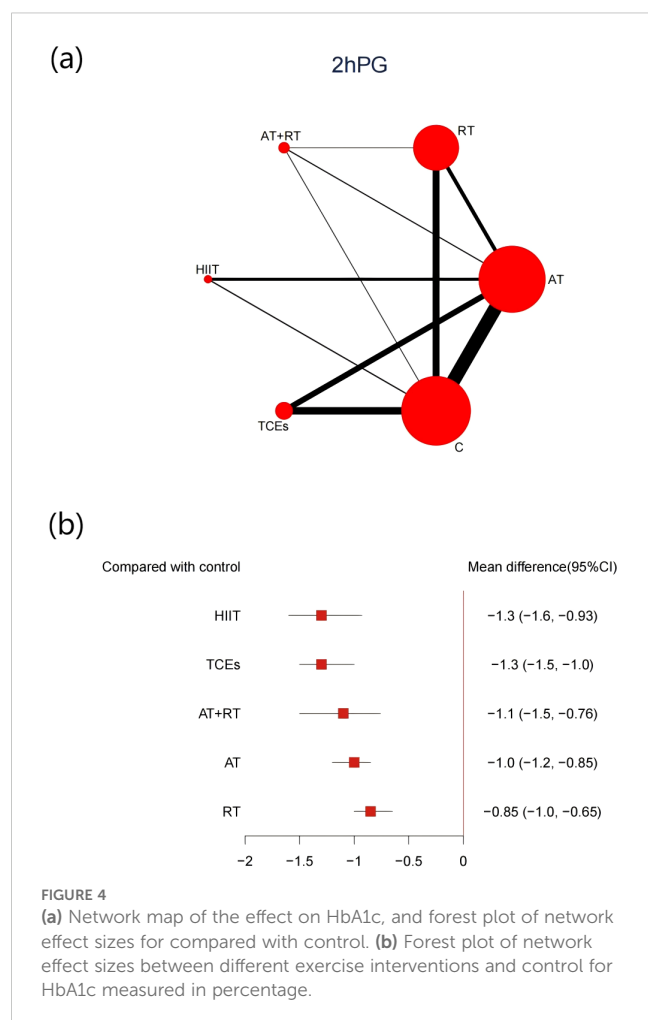 (a)
2hPG
AT+RT
RT
HIIT
AT
TCEs
C
(b)
Compared with control Mean difference(95%CI)
HIIT −1.3 (−1.6, −0.93)
TCEs −1.3 (−1.5, −1.0)
AT+RT −1.1 (−1.5, −0.76)
AT −1.0 (−1.2, −0.85)
RT −0.85 (−1.0, −0.65)
−2 −1.5 −1 −0.5 0
FIGURE 4
(a) Network map of the effect on HbA1c, and forest plot of network
effect sizes for compared with control. (b) Forest plot of network
effect sizes between different exercise interventions and control for
HbA1c measured in percentage.